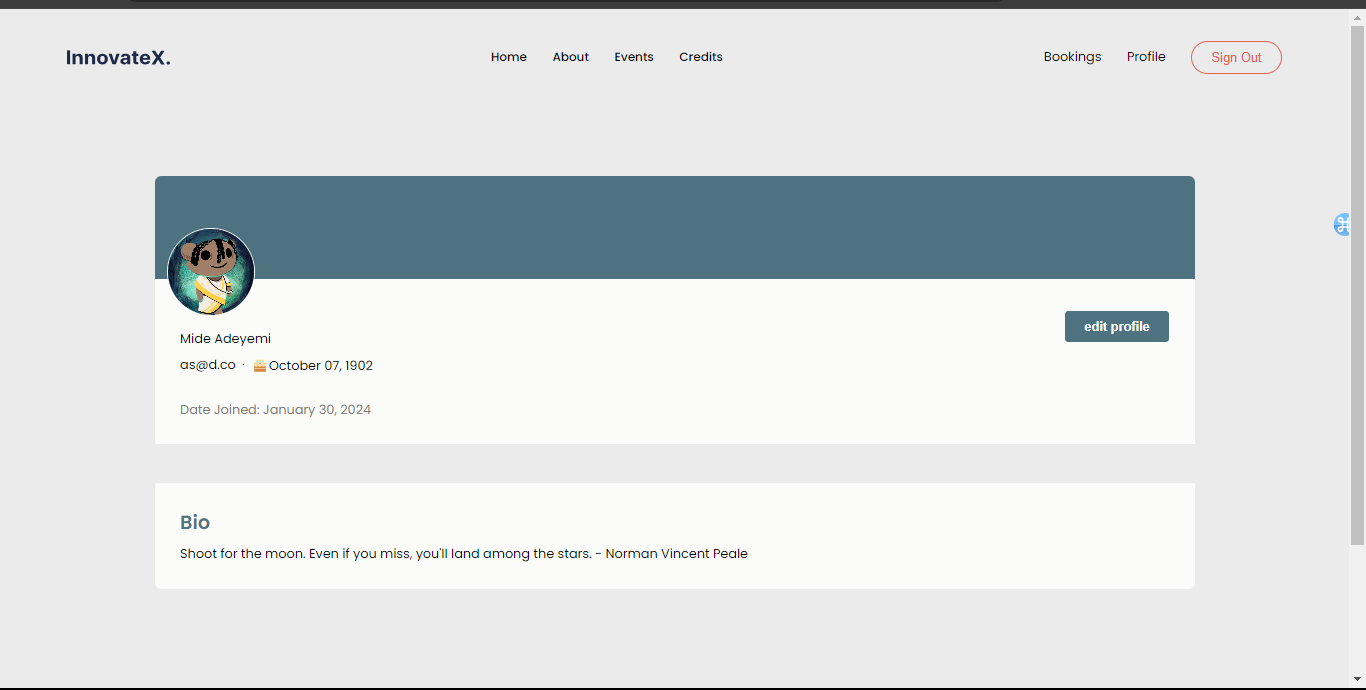 InnovateX.
Home About Events Credits
Bookings Profile Sign Out
edit profile
Mide Adeyemi
as@d.co · October 07, 1902
Date Joined: January 30, 2024
Bio
Shoot for the moon. Even if you miss, you'll land among the stars. - Norman Vincent Peale